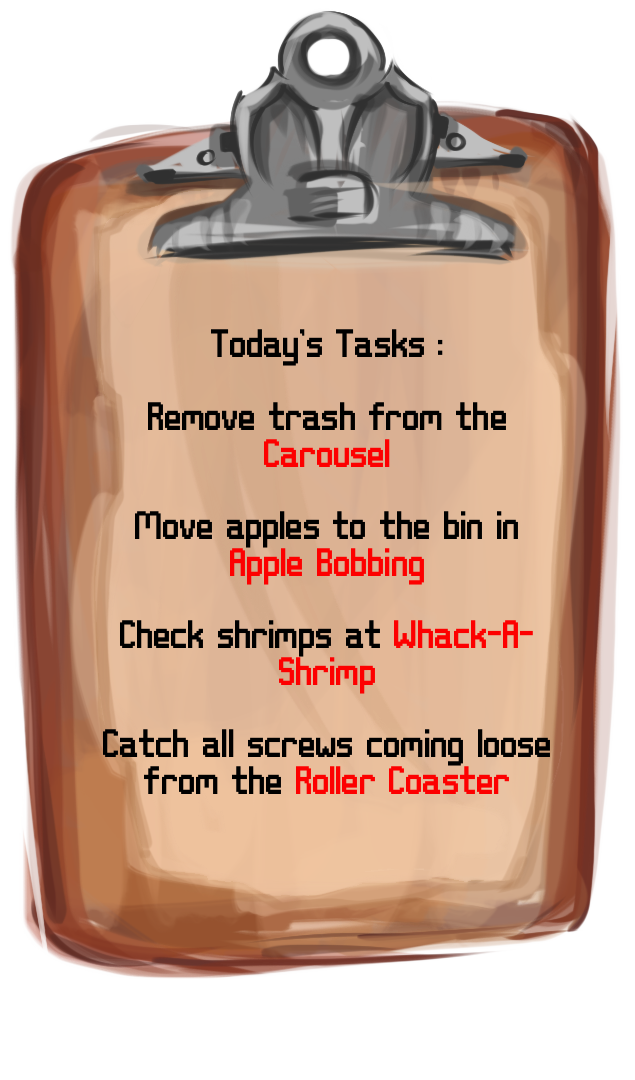 Today's Tasks :
Remove trash from the
Carousel
Move apples to the bin in
Apple Bobbing
Check shrimps at Whack-A-
Shrimp
Catch all screws coming loose
from the Roller Coaster